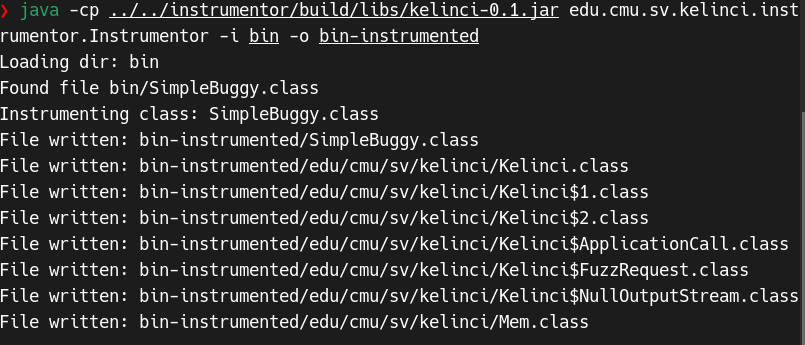 ❯ java -cp ../../instrumentor/build/libs/kelinci-0.1.jar edu.cmu.sv.kelinci.inst
rumentor.Instrumentor -i bin -o bin-instrumented
Loading dir: bin
Found file bin/SimpleBuggy.class
Instrumenting class: SimpleBuggy.class
File written: bin-instrumented/SimpleBuggy.class
File written: bin-instrumented/edu/cmu/sv/kelinci/Kelinci.class
File written: bin-instrumented/edu/cmu/sv/kelinci/Kelinci$1.class
File written: bin-instrumented/edu/cmu/sv/kelinci/Kelinci$2.class
File written: bin-instrumented/edu/cmu/sv/kelinci/Kelinci$ApplicationCall.class
File written: bin-instrumented/edu/cmu/sv/kelinci/Kelinci$FuzzRequest.class
File written: bin-instrumented/edu/cmu/sv/kelinci/Kelinci$NullOutputStream.class
File written: bin-instrumented/edu/cmu/sv/kelinci/Mem.class